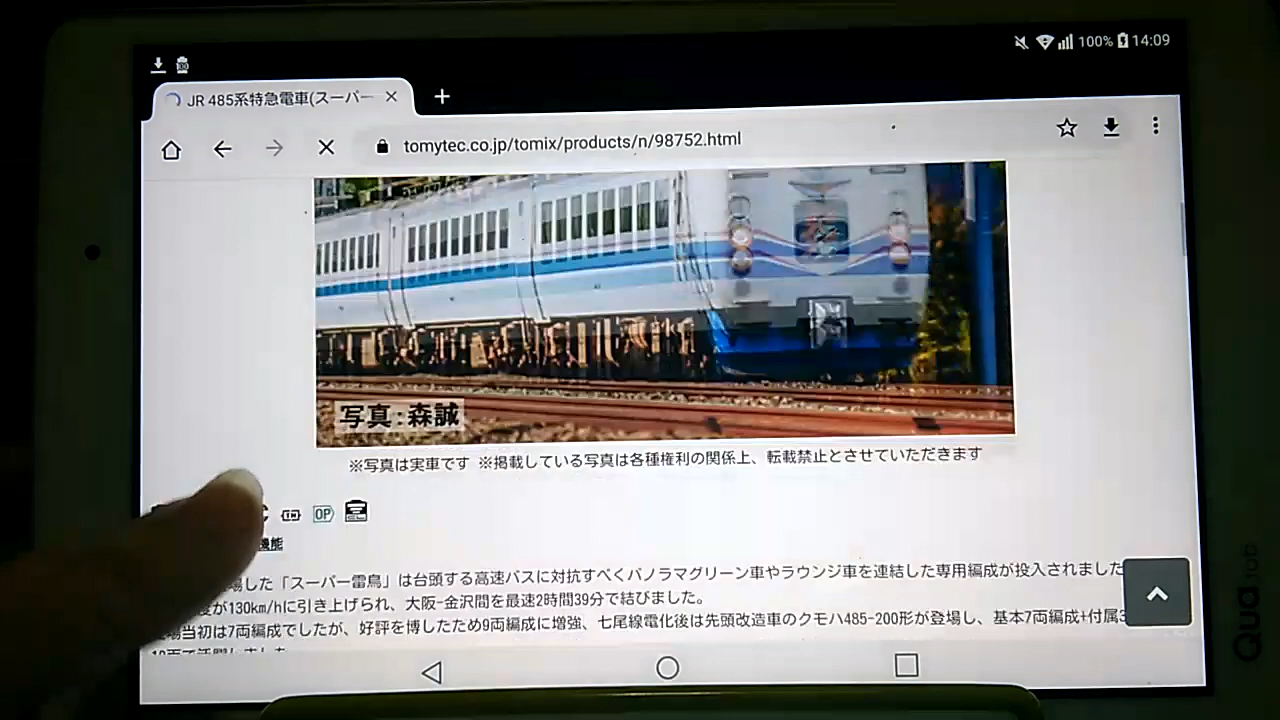 100% 14:09
JR 485系特急電車(スーパー
tomytec.co.jp/tomix/products/n/98752.html
写真:森誠
※写真は実車です ※掲載している写真は各種権利の関係上、転載禁止とさせていただきます
TN OP
機能
場した「スーパー雷鳥」は台頭する高速バスに対抗すべくパノラマグリーン車やラウンジ車を連結した専用編成が投入されました
度が130km/hに引き上げられ、大阪-金沢間を最速2時間39分で結びました。
場当初は7両編成でしたが、好評を博したため9両編成に増強、七尾線電化後は先頭改造車のクモハ485-200形が登場し、基本7両編成+付属3
Qua tab